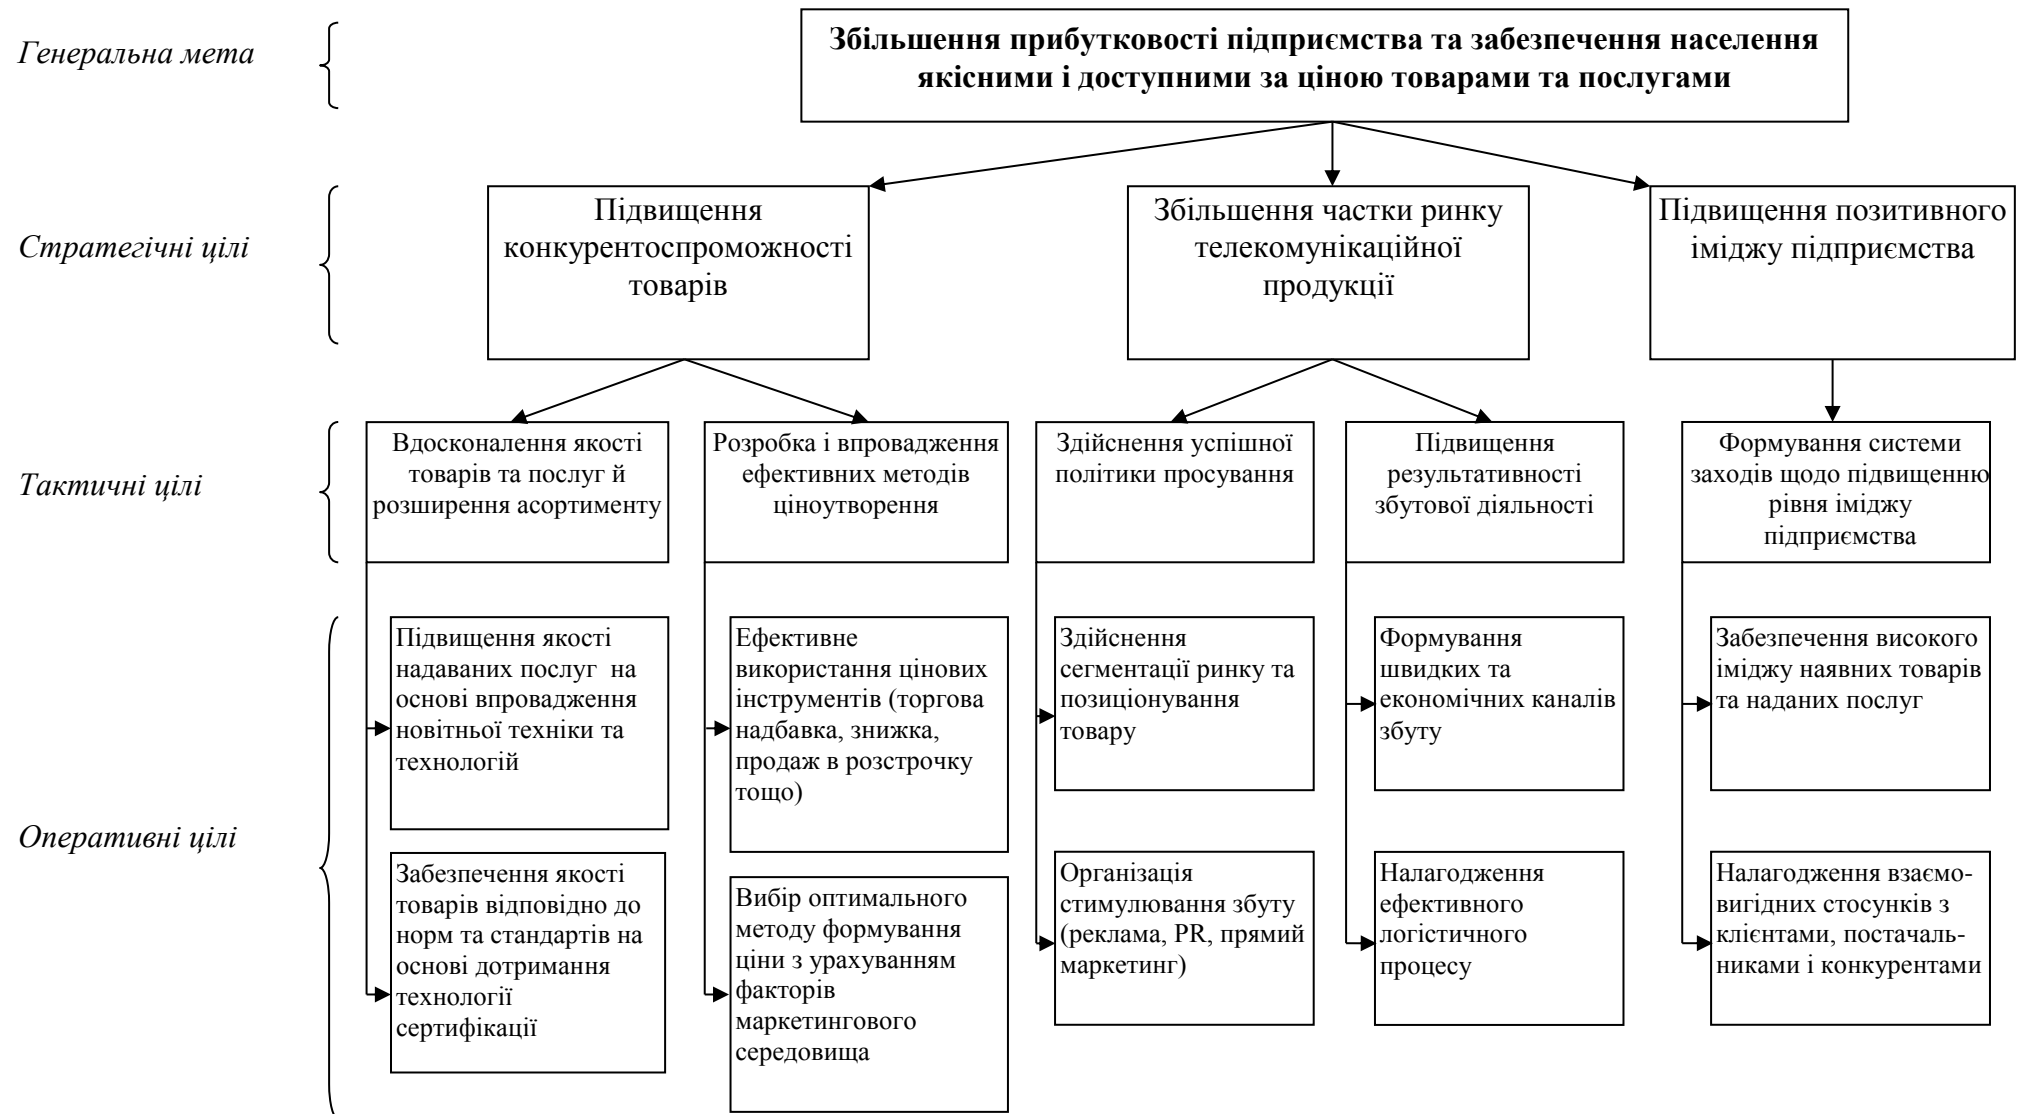 Генеральна мета
Збільшення прибутковості підприємства та забезпечення населення
якісними і доступними за ціною товарами та послугами
Стратегічні цілі
Підвищення
конкурентоспроможності
товарів
Збільшення частки ринку
телекомунікаційної
продукції
Підвищення позитивного
іміджу підприємства
Тактичні цілі
Вдосконалення якості
товарів та послуг й
розширення асортименту
Розробка і впровадження
ефективних методів
ціноутворення
Здійснення успішної
політики просування
Підвищення
результативності
збутової діяльності
Формування системи
заходів щодо підвищенню
рівня іміджу
підприємства
Оперативні цілі
Підвищення якості
надаваних послуг  на
основі впровадження
новітньої техніки та
технологій
Ефективне
використання цінових
інструментів (торгова
надбавка, знижка,
продаж в розстрочку
тощо)
Здійснення
сегментації ринку та
позиціонування
товару
Формування
швидких та
економічних каналів
збуту
Забезпечення високого
іміджу наявних товарів
та наданих послуг
Забезпечення якості
товарів відповідно до
норм та стандартів на
основі дотримання
технології
сертифікації
Вибір оптимального
методу формування
ціни з урахуванням
факторів
маркетингового
середовища
Організація
стимулювання збуту
(реклама, PR, прямий
маркетинг)
Налагодження
ефективного
логістичного
процесу
Налагодження взаємо-
вигідних стосунків з
клієнтами, постачаль-
никами і конкурентами